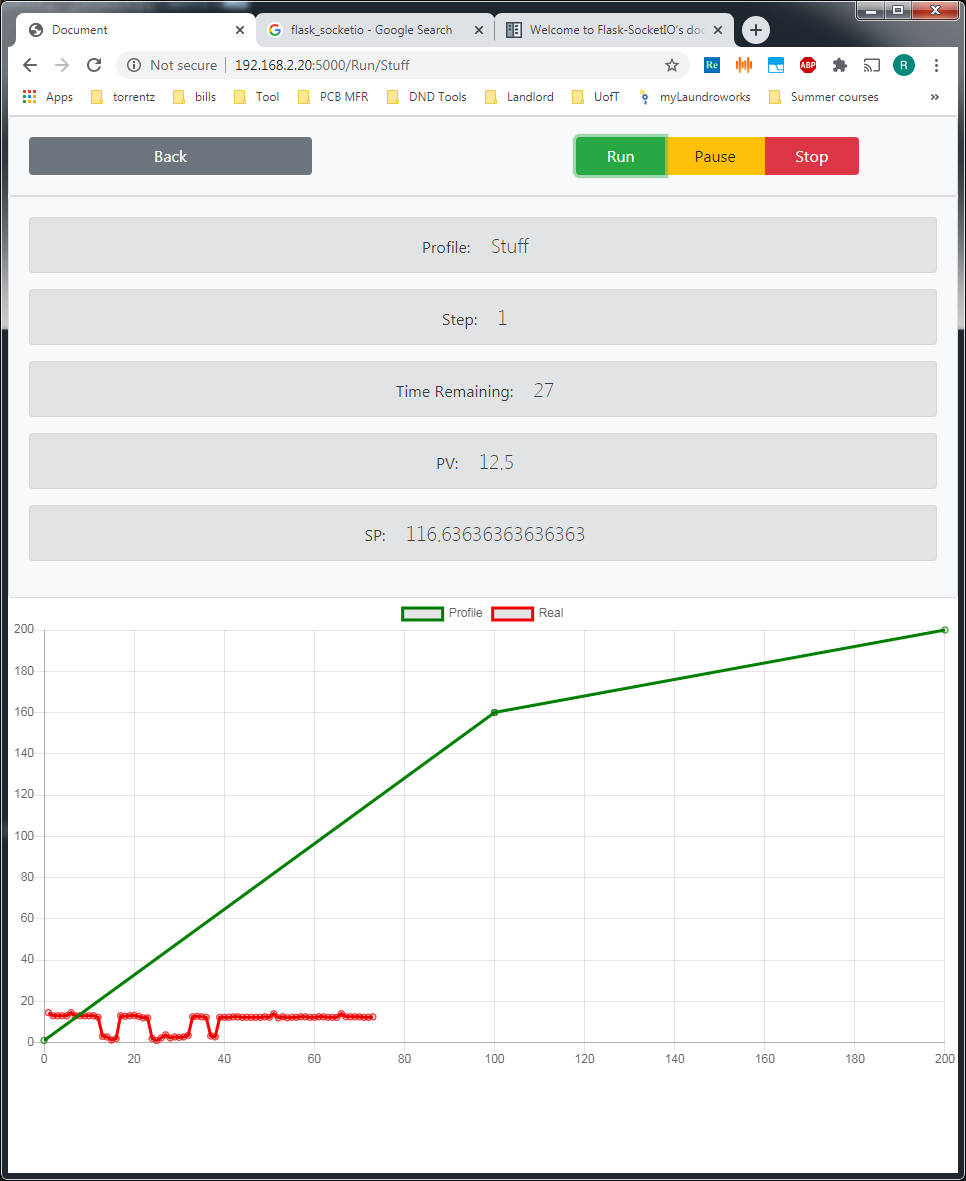 Document
flask_socketio - Google Search
Welcome to Flask-SocketIO's doc
Not secure 192.168.2.20:5000/Run/Stuff
Re ABP R
Apps torrentz bills Tool PCB MFR DND Tools Landlord UofT myLaundroworks Summer courses »
Back Run Pause Stop
Profile: Stuff
Step: 1
Time Remaining: 27
PV: 12.5
SP: 116.63636363636363
Profile Real
200
180
160
140
120
100
80
60
40
20
0
0 20 40 60 80 100 120 140 160 180 200